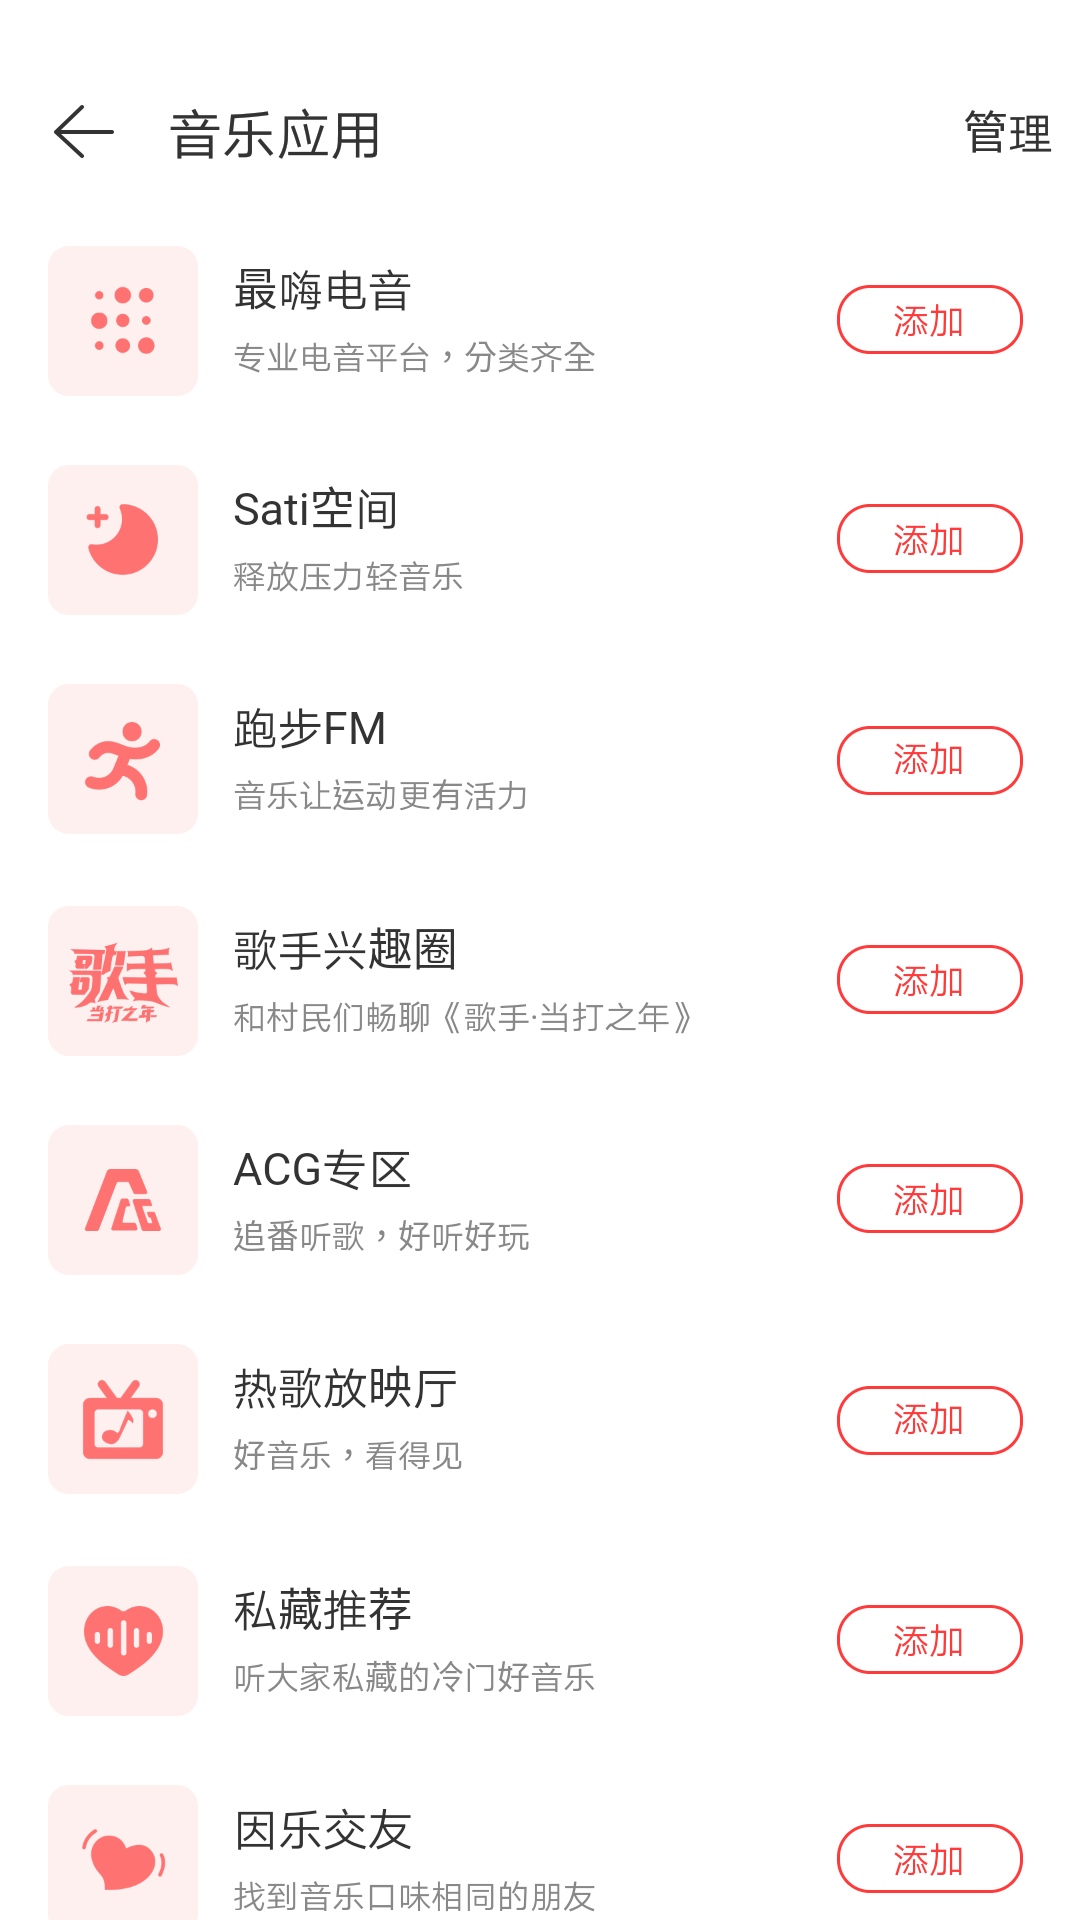 音乐应用
管理
最嗨电音
专业电音平台，分类齐全
添加
Sati空间
释放压力轻音乐
添加
跑步FM
音乐让运动更有活力
添加
歌手
当打之年
歌手兴趣圈
和村民们畅聊《歌手·当打之年》
添加
ACG
ACG专区
追番听歌，好听好玩
添加
热歌放映厅
好音乐，看得见
添加
私藏推荐
听大家私藏的冷门好音乐
添加
因乐交友
找到音乐口味相同的朋友
添加